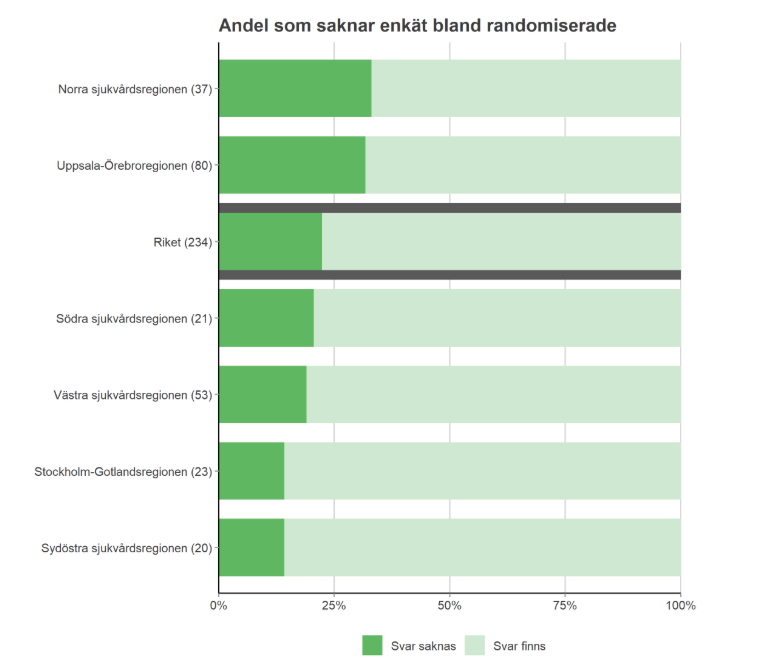 Andel som saknar enkät bland randomiserade
Norra sjukvårdsregionen (37)
Uppsala-Örebroregionen (80)
Riket (234)
Södra sjukvårdsregionen (21)
Västra sjukvårdsregionen (53)
Stockholm-Gotlandsregionen (23)
Sydöstra sjukvårdsregionen (20)
0% 25% 50% 75% 100%
Svar saknas Svar finns